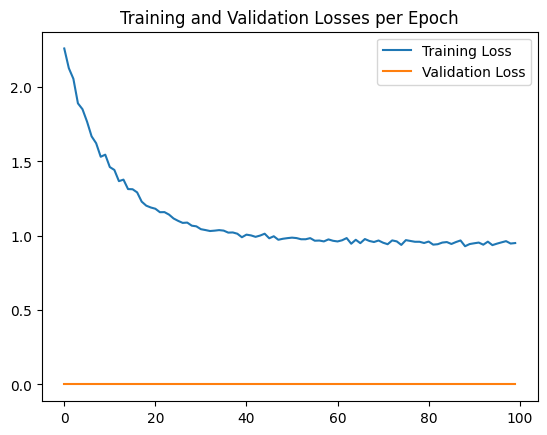 Training and Validation Losses per Epoch
Training Loss
Validation Loss
2.0
1.5
1.0
0.5
0.0
0 20 40 60 80 100